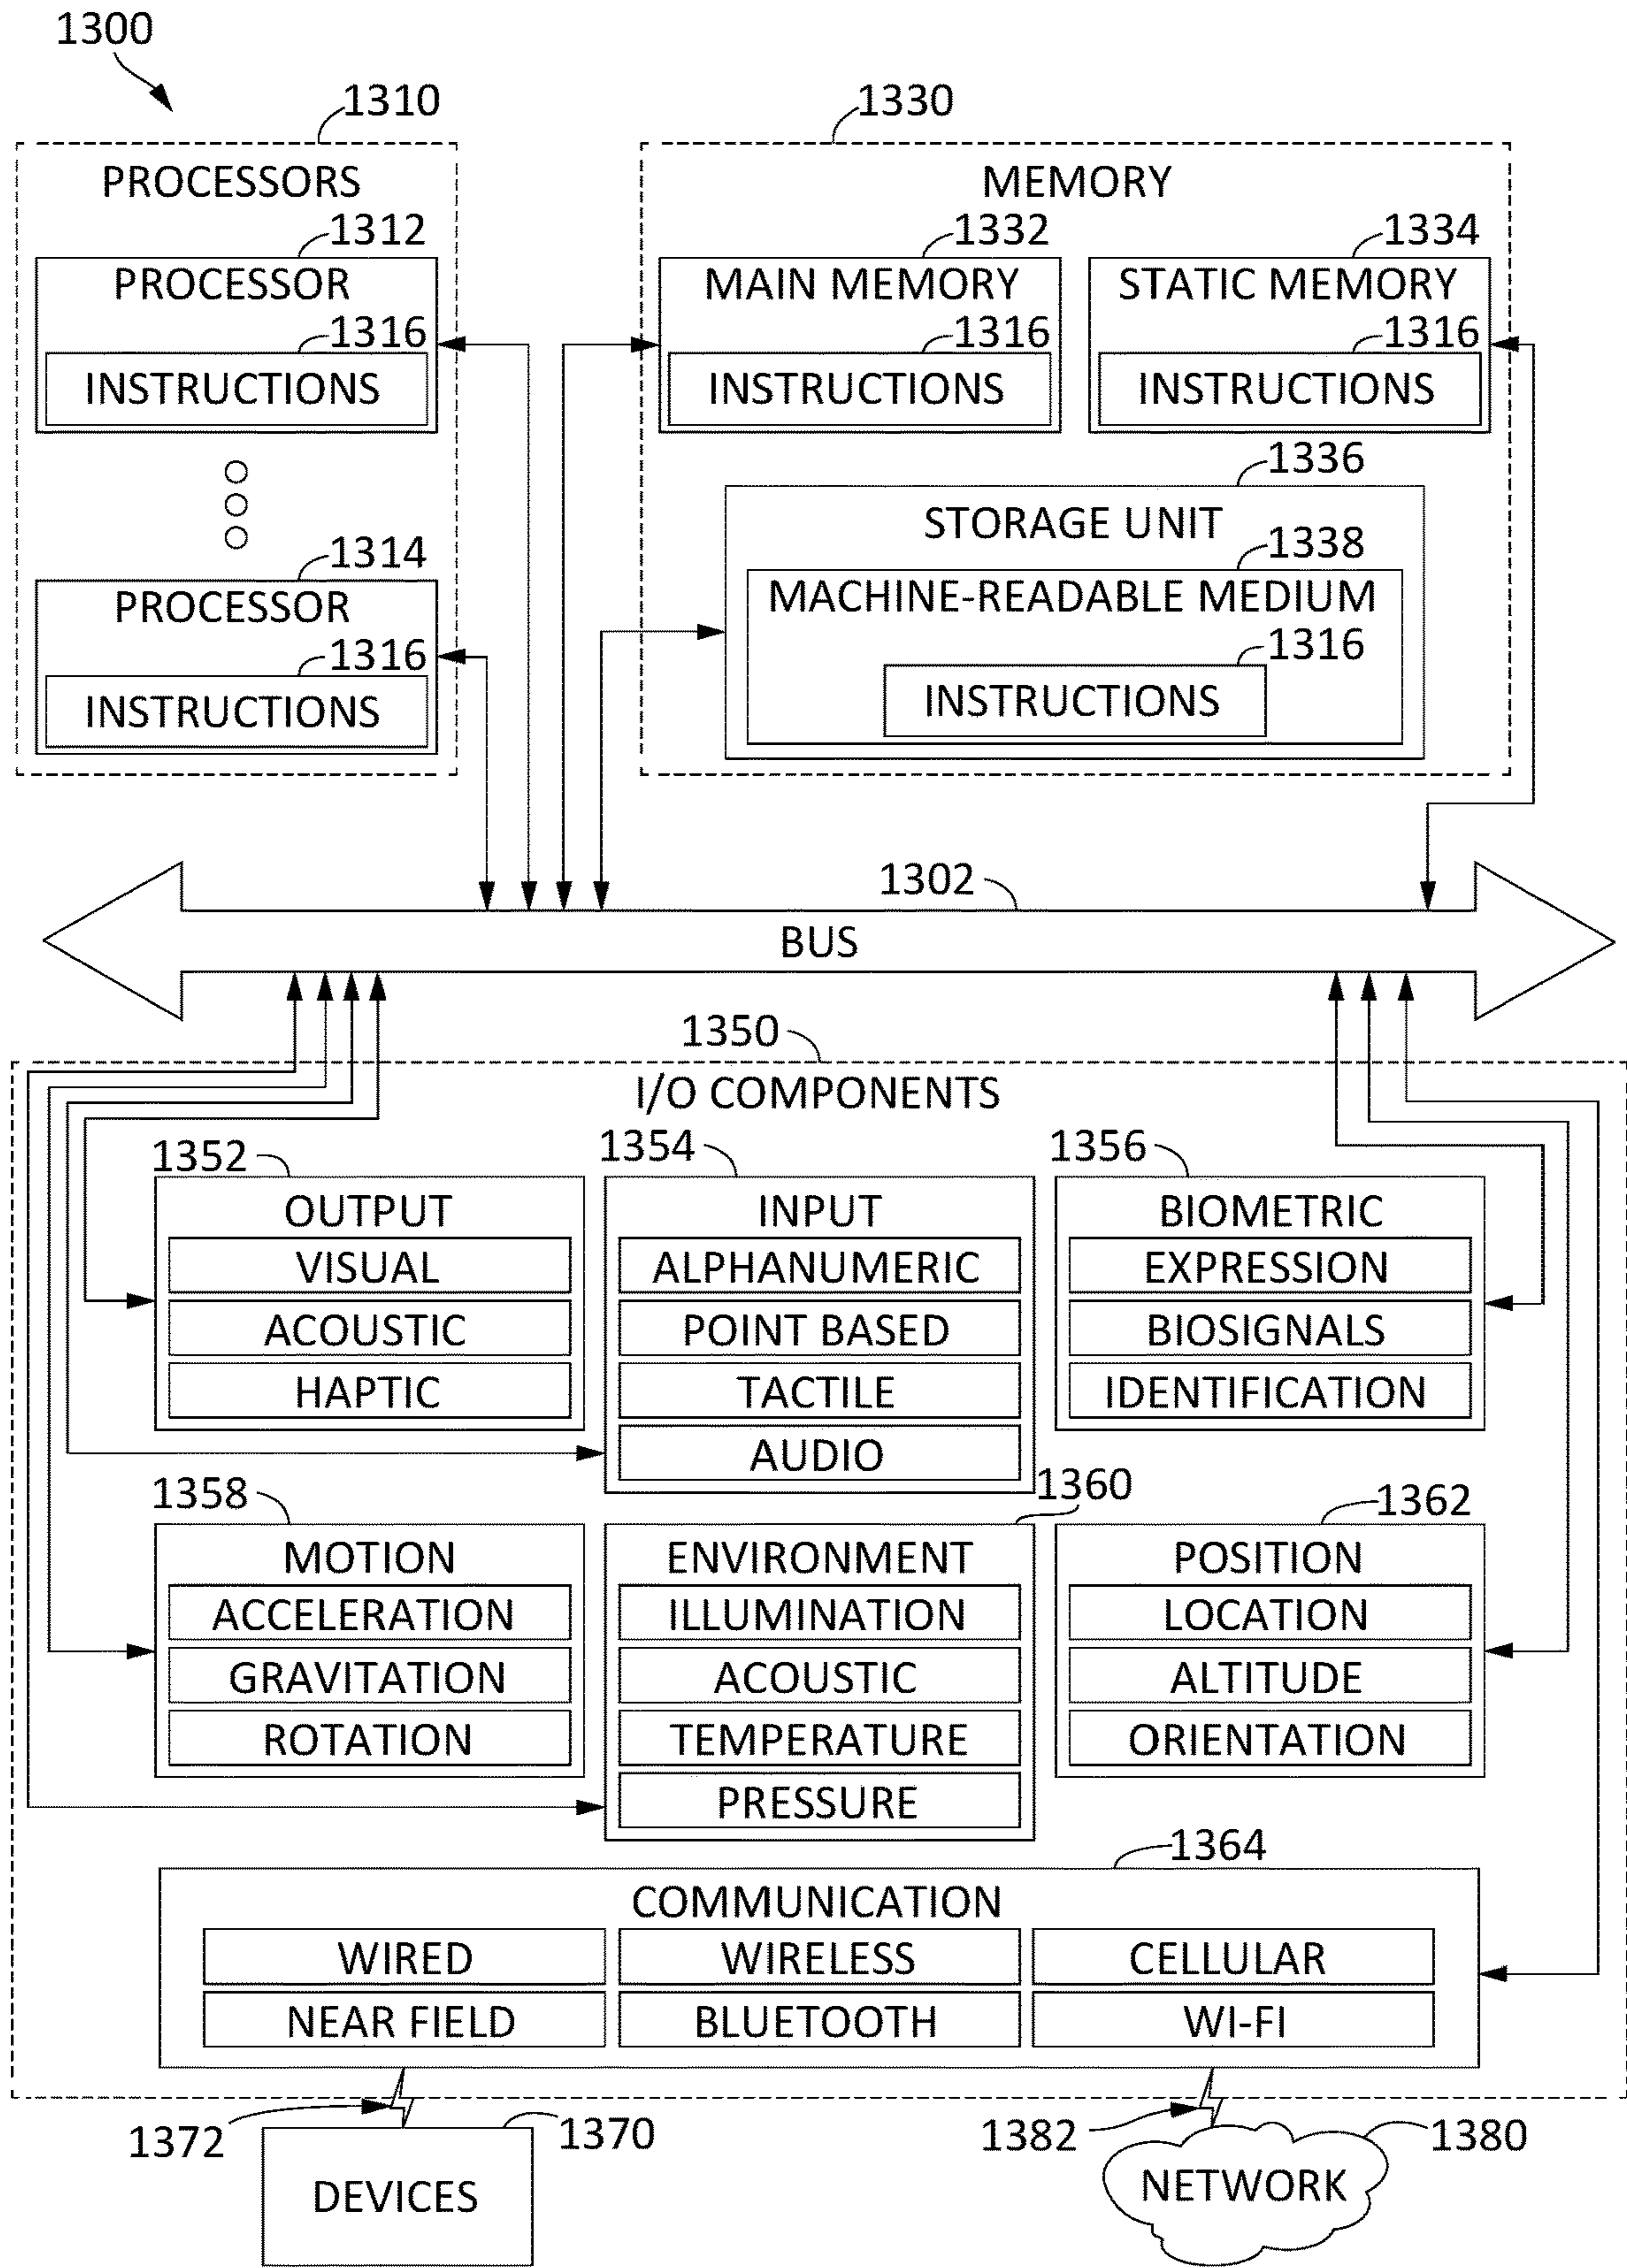 1300
1310
1330
PROCESSORS
MEMORY
1312
1332
1334
PROCESSOR
MAIN MEMORY
STATIC MEMORY
1316
1316
1316
INSTRUCTIONS
INSTRUCTIONS
INSTRUCTIONS
1336
STORAGE UNIT
1314
1338
PROCESSOR
MACHINE-READABLE MEDIUM
1316
1316
INSTRUCTIONS
INSTRUCTIONS
1302
BUS
1350
I/O COMPONENTS
1352
1354
1356
OUTPUT
INPUT
BIOMETRIC
VISUAL
ALPHANUMERIC
EXPRESSION
ACOUSTIC
POINT BASED
BIOSIGNALS
HAPTIC
TACTILE
IDENTIFICATION
AUDIO
1358
1360
1362
MOTION
ENVIRONMENT
POSITION
ACCELERATION
ILLUMINATION
LOCATION
GRAVITATION
ACOUSTIC
ALTITUDE
ROTATION
TEMPERATURE
ORIENTATION
PRESSURE
1364
COMMUNICATION
WIRED
WIRELESS
CELLULAR
NEAR FIELD
BLUETOOTH
WI-FI
1372
1370
1382
1380
DEVICES
NETWORK